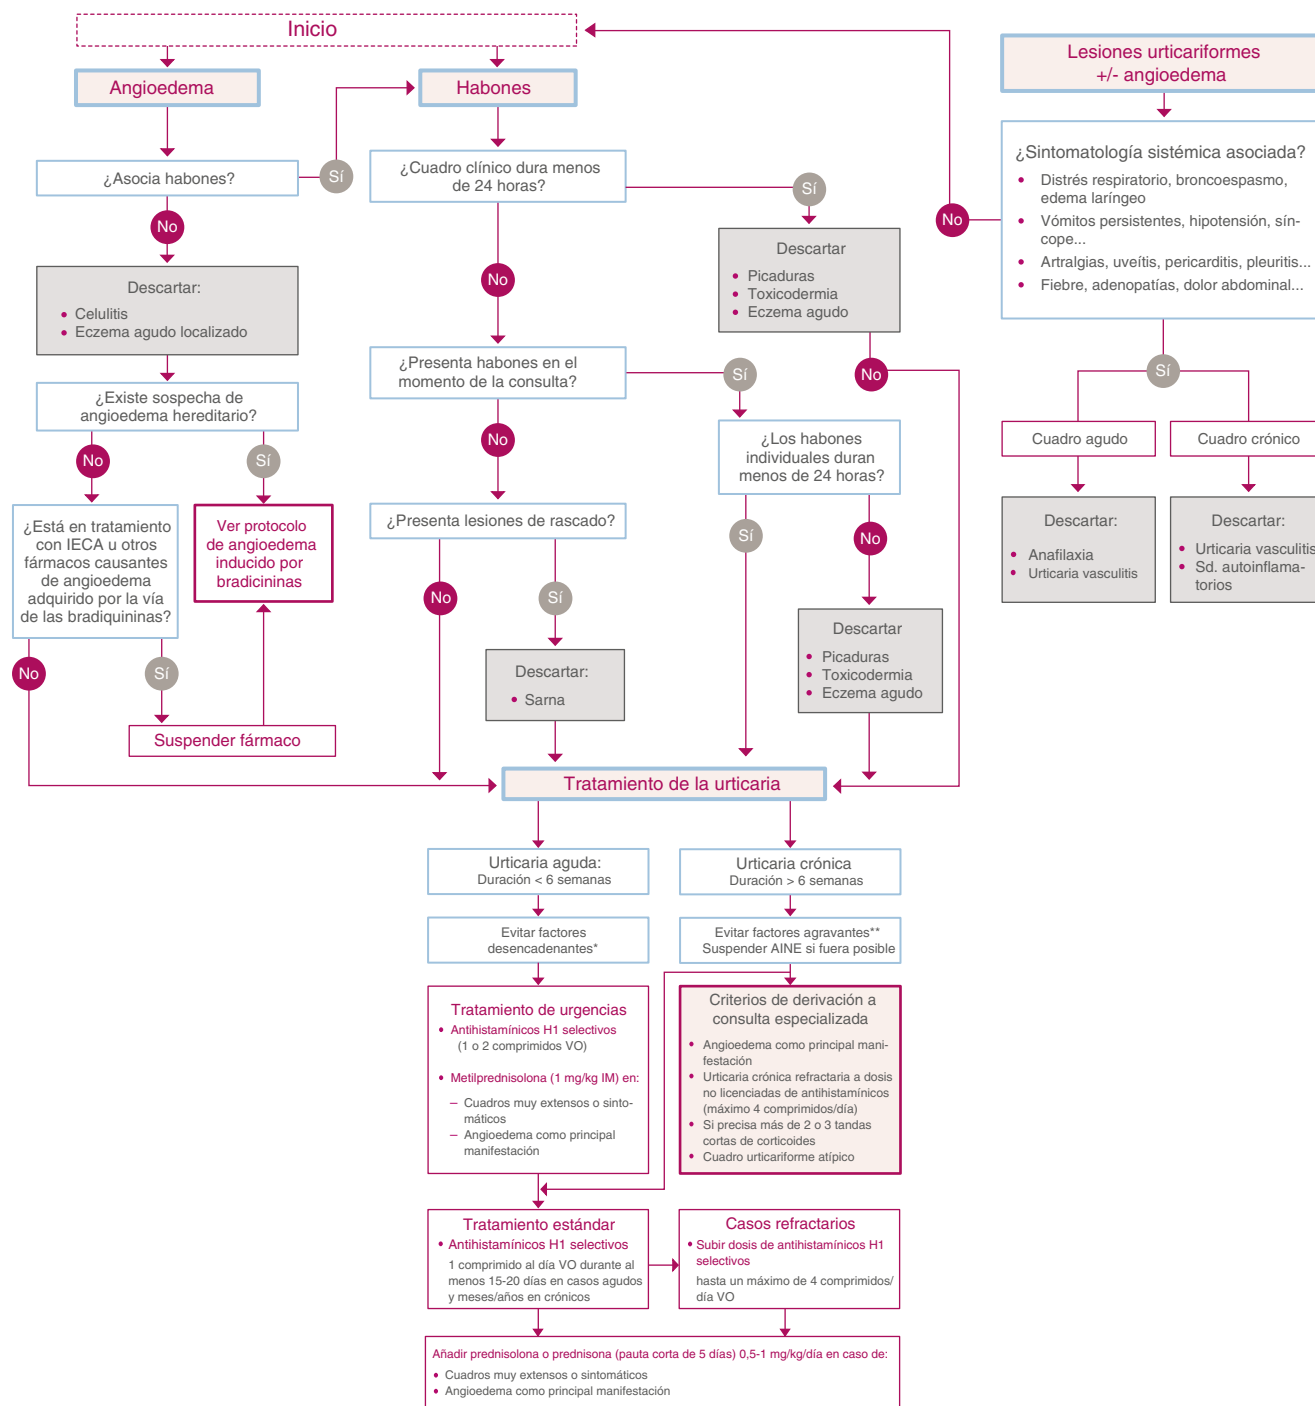 Inicio
Angioedema
Habones
Lesiones urticariformes
+/- angioedema
¿Asocia habones?
Sí
No
Descartar:
• Celulitis
• Eczema agudo localizado
¿Existe sospecha de
angioedema hereditario?
No
Sí
¿Está en tratamiento
con IECA u otros
fármacos causantes
de angioedema
adquirido por la vía
de las bradiquininas?
Ver protocolo
de angioedema
inducido por
bradicininas
No
Sí
Suspender fármaco
¿Cuadro clínico dura menos
de 24 horas?
Sí
No
Descartar
• Picaduras
• Toxicodermia
• Eczema agudo
No
¿Presenta habones en el
momento de la consulta?
Sí
No
¿Los habones
individuales duran
menos de 24 horas?
Sí
No
¿Presenta lesiones de rascado?
No
Sí
Descartar:
• Sarna
Descartar
• Picaduras
• Toxicodermia
• Eczema agudo
¿Sintomatología sistémica asociada?
• Distrés respiratorio, broncoespasmo,
edema laríngeo
• Vómitos persistentes, hipotensión, sín-
cope...
• Artralgias, uveítis, pericarditis, pleuritis...
• Fiebre, adenopatías, dolor abdominal...
No
Sí
Cuadro agudo
Cuadro crónico
Descartar:
• Anafilaxia
• Urticaria vasculitis
Descartar:
• Urticaria vasculitis
• Sd. autoinflama-
torios
Tratamiento de la urticaria
Urticaria aguda:
Duración < 6 semanas
Urticaria crónica
Duración > 6 semanas
Evitar factores
desencadenantes*
Evitar factores agravantes**
Suspender AINE si fuera posible
Tratamiento de urgencias
• Antihistamínicos H1 selectivos
(1 o 2 comprimidos VO)
• Metilprednisolona (1 mg/kg IM) en:
– Cuadros muy extensos o sinto-
máticos
– Angioedema como principal
manifestación
Criterios de derivación a
consulta especializada
• Angioedema como principal mani-
festación
• Urticaria crónica refractaria a dosis
no licenciadas de antihistamínicos
(máximo 4 comprimidos/día)
• Si precisa más de 2 o 3 tandas
cortas de corticoides
• Cuadro urticariforme atípico
Tratamiento estándar
• Antihistamínicos H1 selectivos
1 comprimido al día VO durante al
menos 15-20 días en casos agudos
y meses/años en crónicos
Casos refractarios
• Subir dosis de antihistamínicos H1
selectivos
hasta un máximo de 4 comprimidos/
día VO
Añadir prednisolona o prednisona (pauta corta de 5 días) 0,5-1 mg/kg/día en caso de:
• Cuadros muy extensos o sintomáticos
• Angioedema como principal manifestación